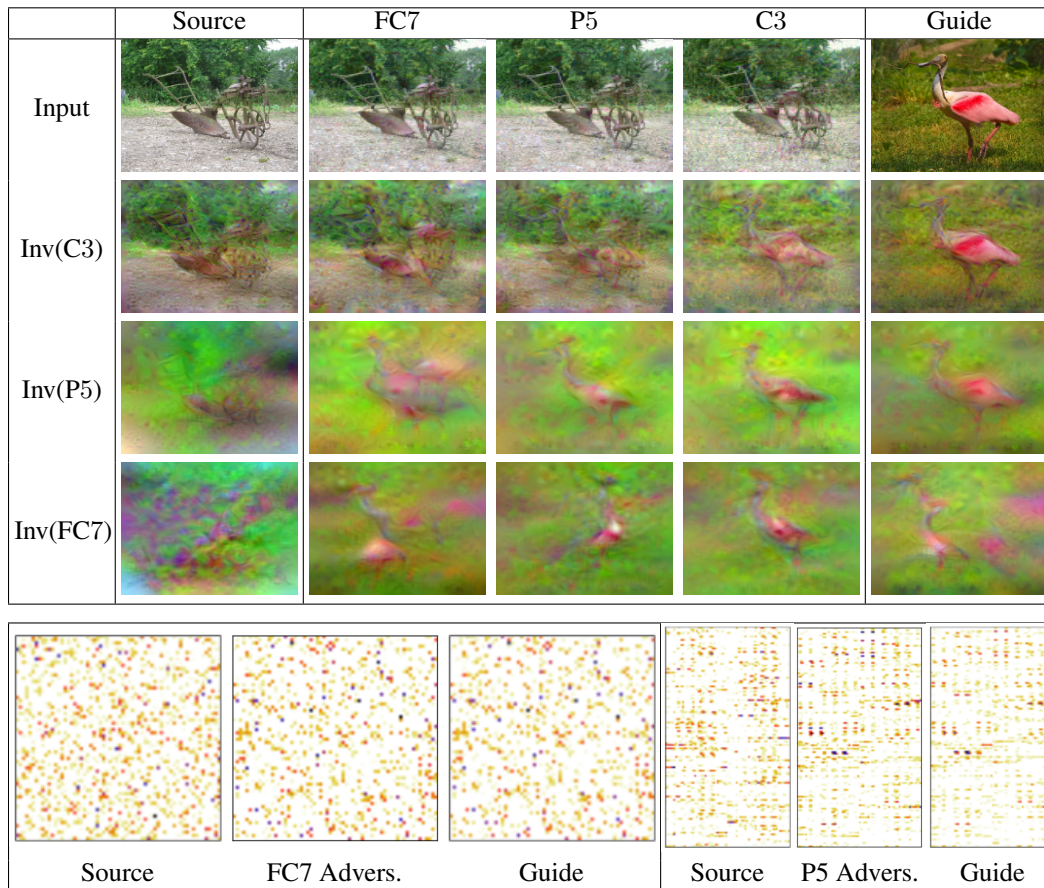 Source FC7 P5 C3 Guide
Input
Inv(C3)
Inv(P5)
Inv(FC7)
Source FC7 Advers. Guide Source P5 Advers. Guide